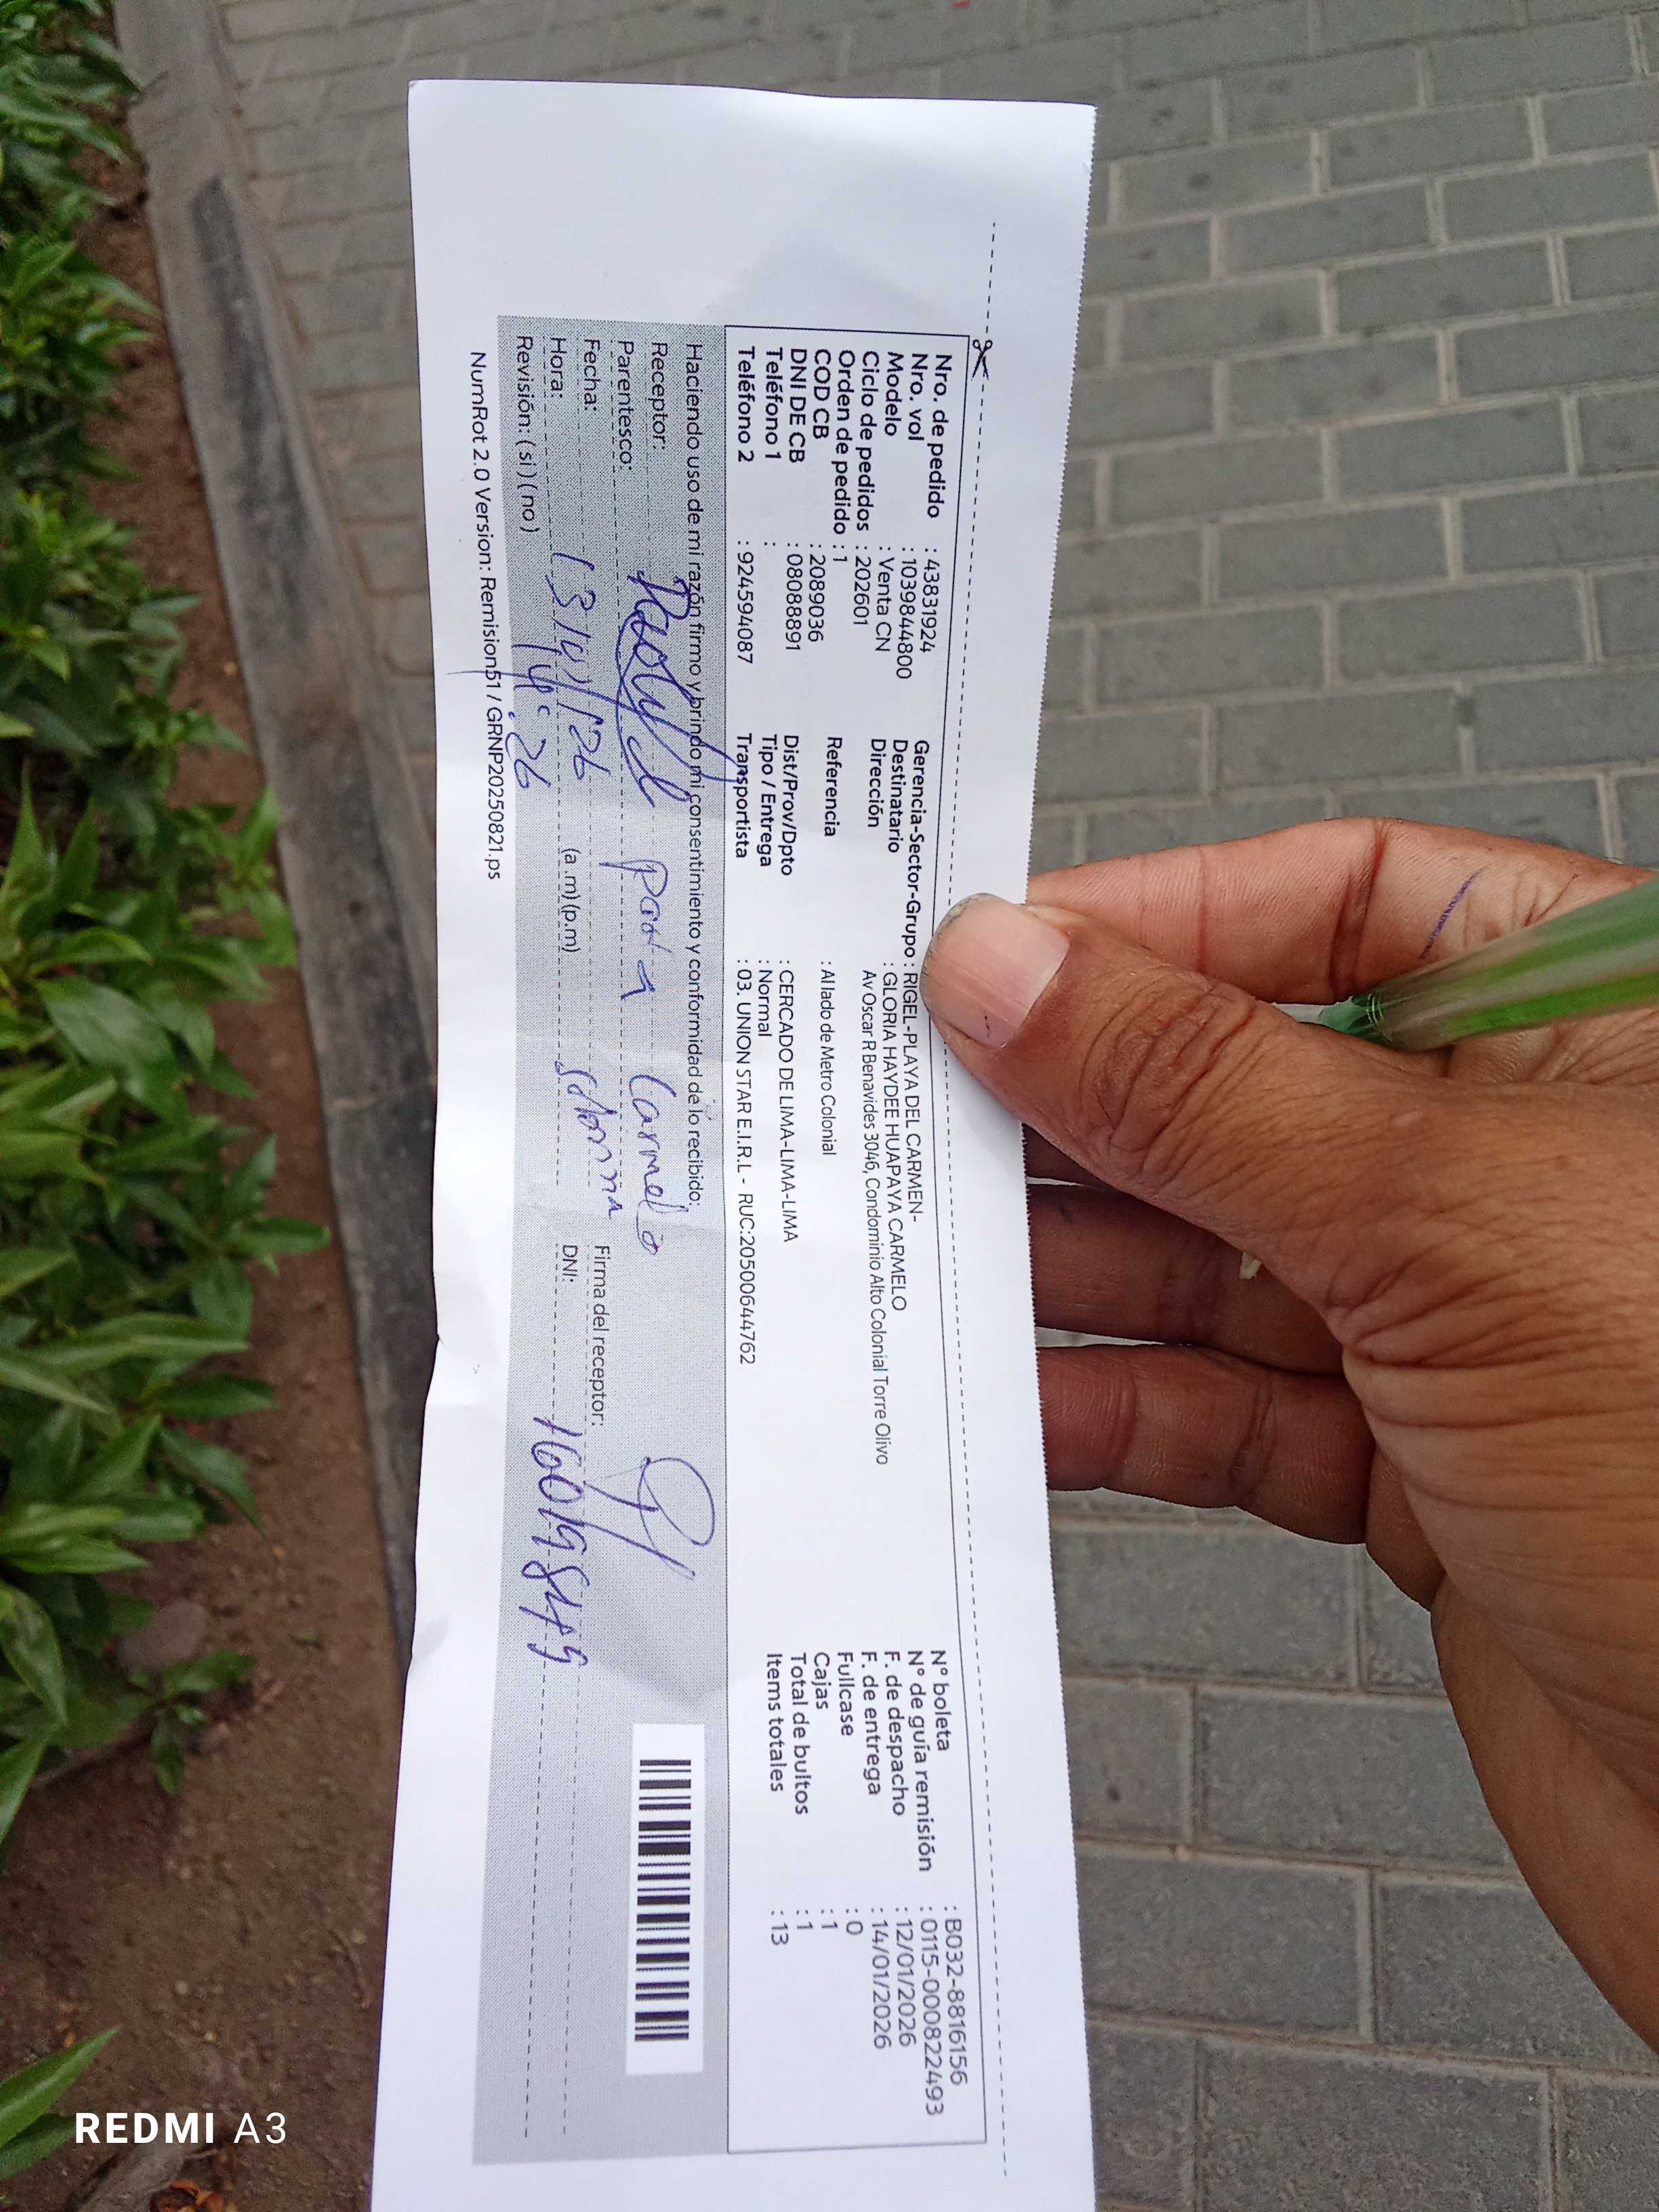 Nro. de pedido : 43831924
Nro. vol : 1039844800
Modelo : Venta CN
Ciclo de pedidos : 202601
Orden de pedido : 1
COD CB : 2089036
DNI DE CB : 08088891
Teléfono 1 :
Teléfono 2 : 924594087
Gerencia-Sector-Grupo : RIGEL-PLAYA DEL CARMEN-
Destinatario : GLORIA HAYDEE HUAPAYA CARMELO
Dirección Av Oscar R Benavides 3046, Condominio Alto Colonial Torre Olivo
Referencia : Al lado de Metro Colonial
Dist/Prov/Dpto : CERCADO DE LIMA-LIMA-LIMA
Tipo / Entrega : Normal
Transportista : 03. UNION STAR E.I.R.L - RUC:20500644762
N° boleta : B032-8816156
N° de guía remisión : 0115-0008222493
F. de despacho : 12/01/2026
F. de entrega : 14/01/2026
Fullcase : 0
Cajas : 1
Total de bultos : 1
Items totales : 13
Haciendo uso de mi razón firmo y brindo mi consentimiento y conformidad de lo recibido:
Receptor: Carmelo
Parentesco:
Fecha: 13/01/26
Firma del receptor:
Hora: 14:26 (a.m)(p.m)
DNI:
Revisión: (si) (no)
NumRot 2.0 Version: Remision51 / GRNP20250821.ps
REDMI A3